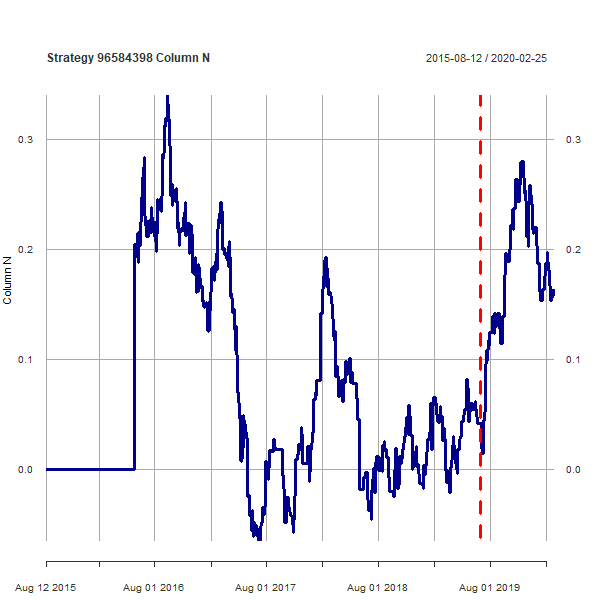 Strategy 96584398 Column N
2015-08-12 / 2020-02-25
0.3
0.3
0.2
0.2
Column N
0.1
0.1
0.0
0.0
Aug 12 2015
Aug 01 2016
Aug 01 2017
Aug 01 2018
Aug 01 2019